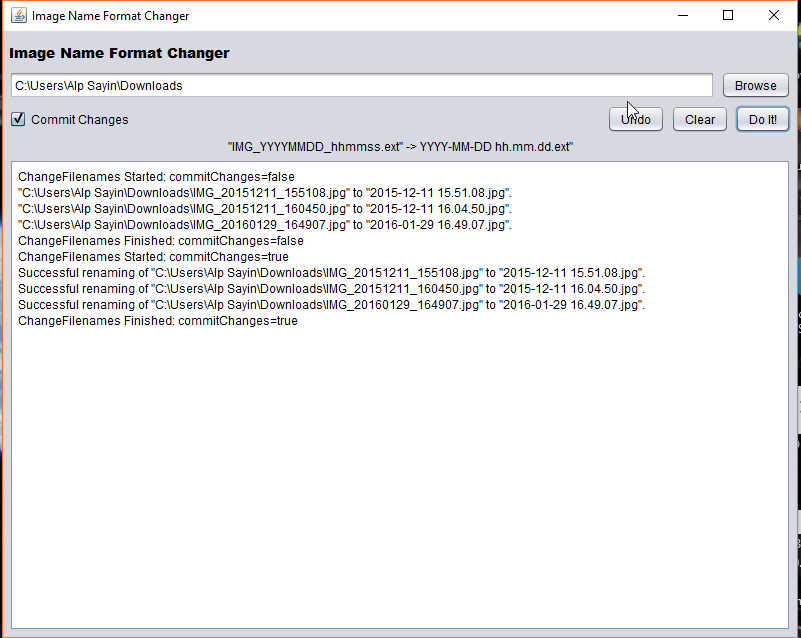 Image Name Format Changer
Image Name Format Changer
C:\Users\Alp Sayin\Downloads
Browse
Commit Changes
Undo
Clear
Do It!
"IMG_YYYYMMDD_hhmmss.ext" -> YYYY-MM-DD hh.mm.dd.ext"
ChangeFilenames Started: commitChanges=false
"C:\Users\Alp Sayin\Downloads\IMG_20151211_155108.jpg" to "2015-12-11 15.51.08.jpg".
"C:\Users\Alp Sayin\Downloads\IMG_20151211_160450.jpg" to "2015-12-11 16.04.50.jpg".
"C:\Users\Alp Sayin\Downloads\IMG_20160129_164907.jpg" to "2016-01-29 16.49.07.jpg".
ChangeFilenames Finished: commitChanges=false
ChangeFilenames Started: commitChanges=true
Successful renaming of "C:\Users\Alp Sayin\Downloads\IMG_20151211_155108.jpg" to "2015-12-11 15.51.08.jpg".
Successful renaming of "C:\Users\Alp Sayin\Downloads\IMG_20151211_160450.jpg" to "2015-12-11 16.04.50.jpg".
Successful renaming of "C:\Users\Alp Sayin\Downloads\IMG_20160129_164907.jpg" to "2016-01-29 16.49.07.jpg".
ChangeFilenames Finished: commitChanges=true